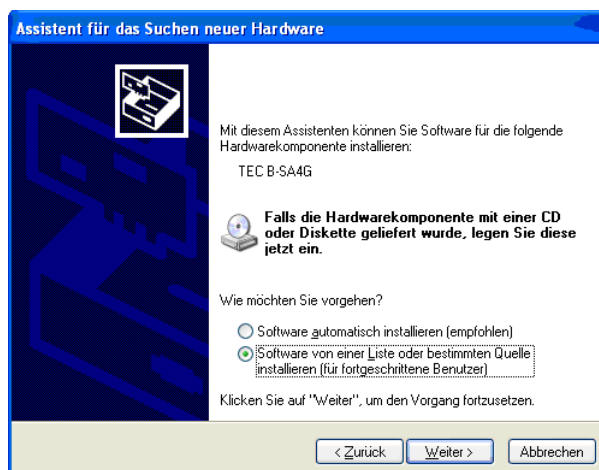 Assistent für das Suchen neuer Hardware
Mit diesem Assistenten können Sie Software für die folgende
Hardwarekomponente installieren:
TEC B-SA4G
Falls die Hardwarekomponente mit einer CD
oder Diskette geliefert wurde, legen Sie diese
jetzt ein.
Wie möchten Sie vorgehen?
Software automatisch installieren (empfohlen)
Software von einer Liste oder bestimmten Quelle
installieren (für fortgeschrittene Benutzer)
Klicken Sie auf "Weiter", um den Vorgang fortzusetzen.
< Zurück Weiter > Abbrechen